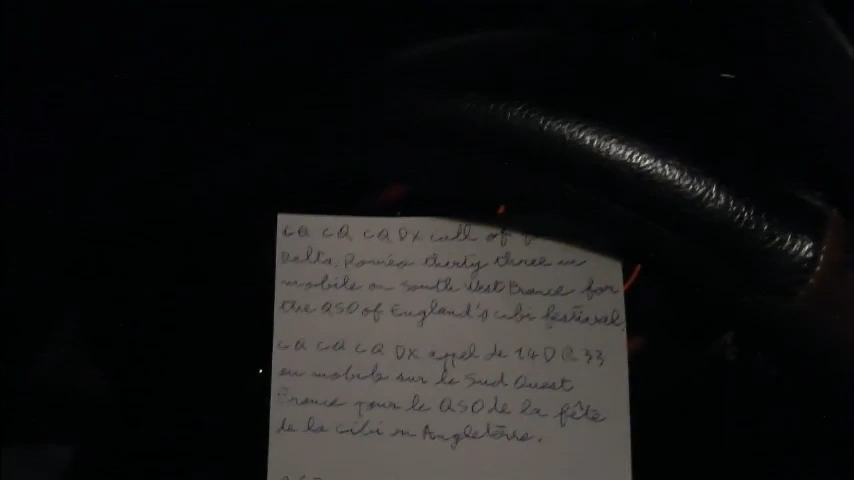 CQ CQ CQ DX call of
Delta, Roméo thirty three in
mobile on South West France for
the QSO of England's cibi festival.
CQ CQ CQ DX appel de 14 DR 33
en mobile sur le Sud Ouest
France pour le QSO de la fête
de la cibi en Angletèrre.